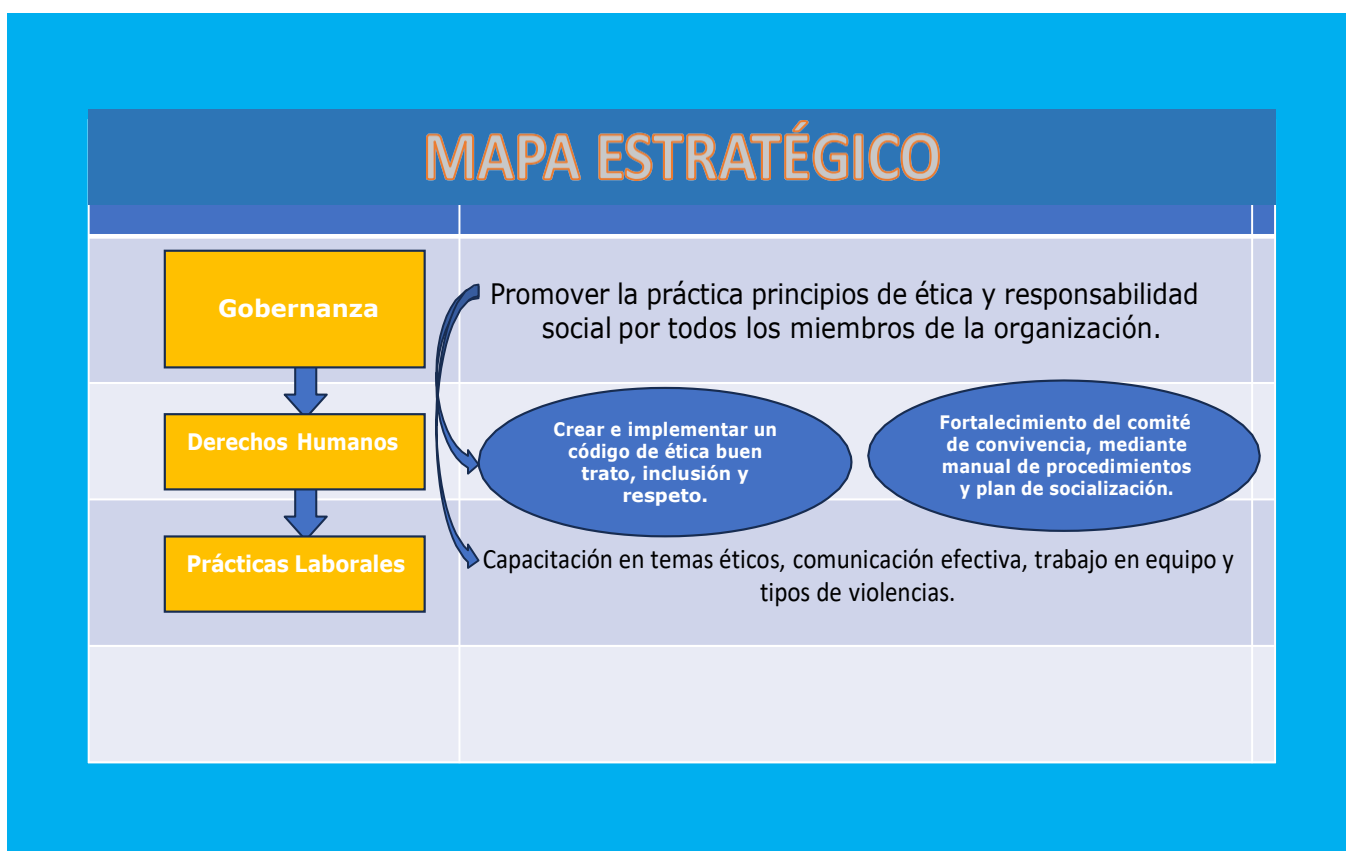 MAPA ESTRATÉGICO
Gobernanza
Promover la práctica principios de ética y responsabilidad
social por todos los miembros de la organización.
Derechos Humanos
Crear e implementar un
código de ética buen
trato, inclusión y
respeto.
Fortalecimiento del comité
de convivencia, mediante
manual de procedimientos
y plan de socialización.
Prácticas Laborales
Capacitación en temas éticos, comunicación efectiva, trabajo en equipo y
tipos de violencias.